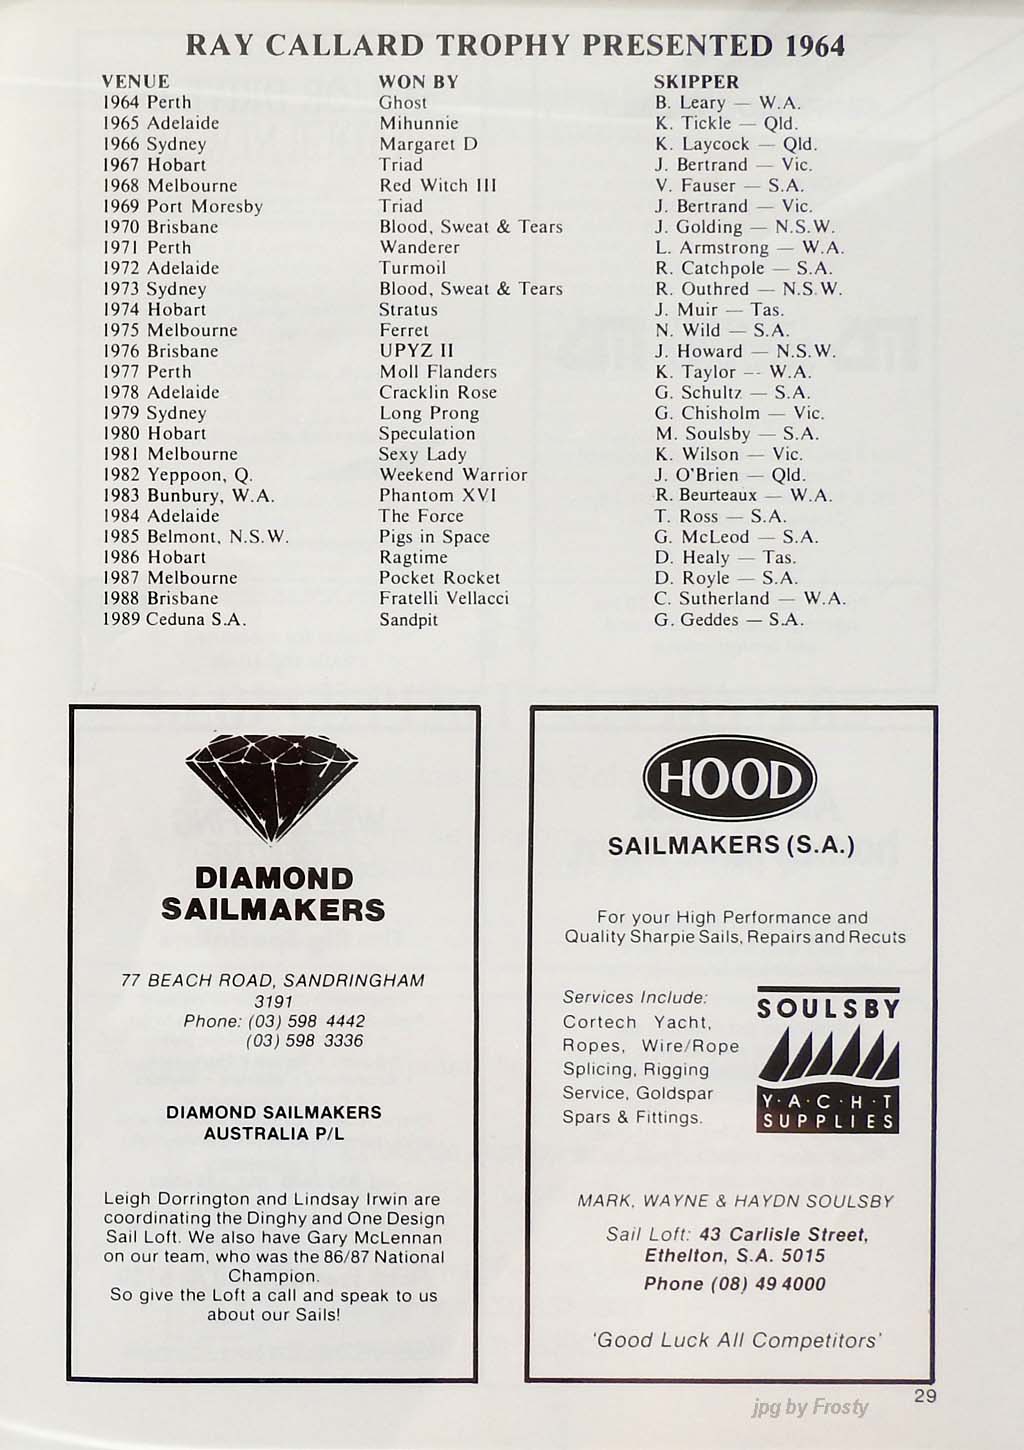 RAY CALLARD TROPHY PRESENTED 1964
VENUE WON BY SKIPPER
1964 Perth Ghost B. Leary — W.A.
1965 Adelaide Mihunnie K. Tickle — Qld.
1966 Sydney Margaret D K. Laycock — Qld.
1967 Hobart Triad J. Bertrand — Vic.
1968 Melbourne Red Witch III V. Fauser — S.A.
1969 Port Moresby Triad J. Bertrand — Vic.
1970 Brisbane Blood, Sweat & Tears J. Golding — N.S.W.
1971 Perth Wanderer L. Armstrong — W.A.
1972 Adelaide Turmoil R. Catchpole — S.A.
1973 Sydney Blood, Sweat & Tears R. Outhred — N.S.W.
1974 Hobart Stratus J. Muir — Tas.
1975 Melbourne Ferret N. Wild — S.A.
1976 Brisbane UPYZ II J. Howard — N.S.W.
1977 Perth Moll Flanders K. Taylor — W.A.
1978 Adelaide Cracklin Rose G. Schultz — S.A.
1979 Sydney Long Prong G. Chisholm — Vic.
1980 Hobart Speculation M. Soulsby — S.A.
1981 Melbourne Sexy Lady K. Wilson — Vic.
1982 Yeppoon, Q. Weekend Warrior J. O'Brien — Qld.
1983 Bunbury, W.A. Phantom XVI R. Beurteaux — W.A.
1984 Adelaide The Force T. Ross — S.A.
1985 Belmont, N.S.W. Pigs in Space G. McLeod — S.A.
1986 Hobart Ragtime D. Healy — Tas.
1987 Melbourne Pocket Rocket D. Royle — S.A.
1988 Brisbane Fratelli Vellacci C. Sutherland — W.A.
1989 Ceduna S.A. Sandpit G. Geddes — S.A.
DIAMOND
SAILMAKERS
77 BEACH ROAD, SANDRINGHAM
3191
Phone: (03) 598 4442
(03) 598 3336
DIAMOND SAILMAKERS
AUSTRALIA P/L
Leigh Dorrington and Lindsay Irwin are
coordinating the Dinghy and One Design
Sail Loft. We also have Gary McLennan
on our team, who was the 86/87 National
Champion.
So give the Loft a call and speak to us
about our Sails!
HOOD
SAILMAKERS (S.A.)
For your High Performance and
Quality Sharpie Sails, Repairs and Recuts
Services Include:
Cortech Yacht,
Ropes, Wire/Rope
Splicing, Rigging
Service, Goldspar
Spars & Fittings.
SOULSBY
Y·A·C·H·T
SUPPLIES
MARK, WAYNE & HAYDN SOULSBY
Sail Loft: 43 Carlisle Street,
Ethelton, S.A. 5015
Phone (08) 49 4000
'Good Luck All Competitors'
29
jpg by Frosty